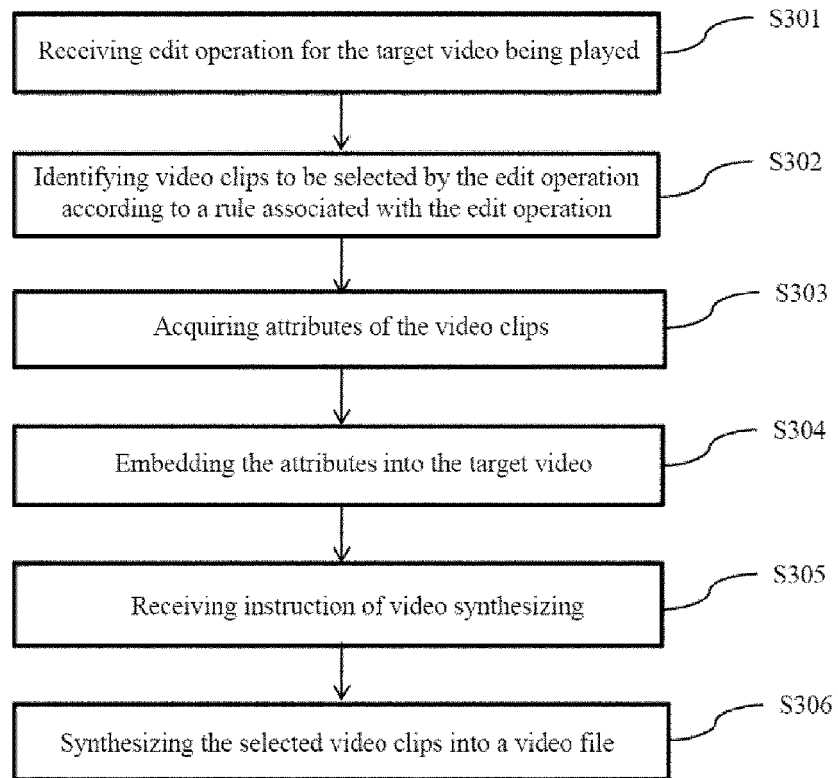 S301
Receiving edit operation for the target video being played
S302
Identifying video clips to be selected by the edit operation
according to a rule associated with the edit operation
S303
Acquiring attributes of the video clips
S304
Embedding the attributes into the target video
S305
Receiving instruction of video synthesizing
S306
Synthesizing the selected video clips into a video file